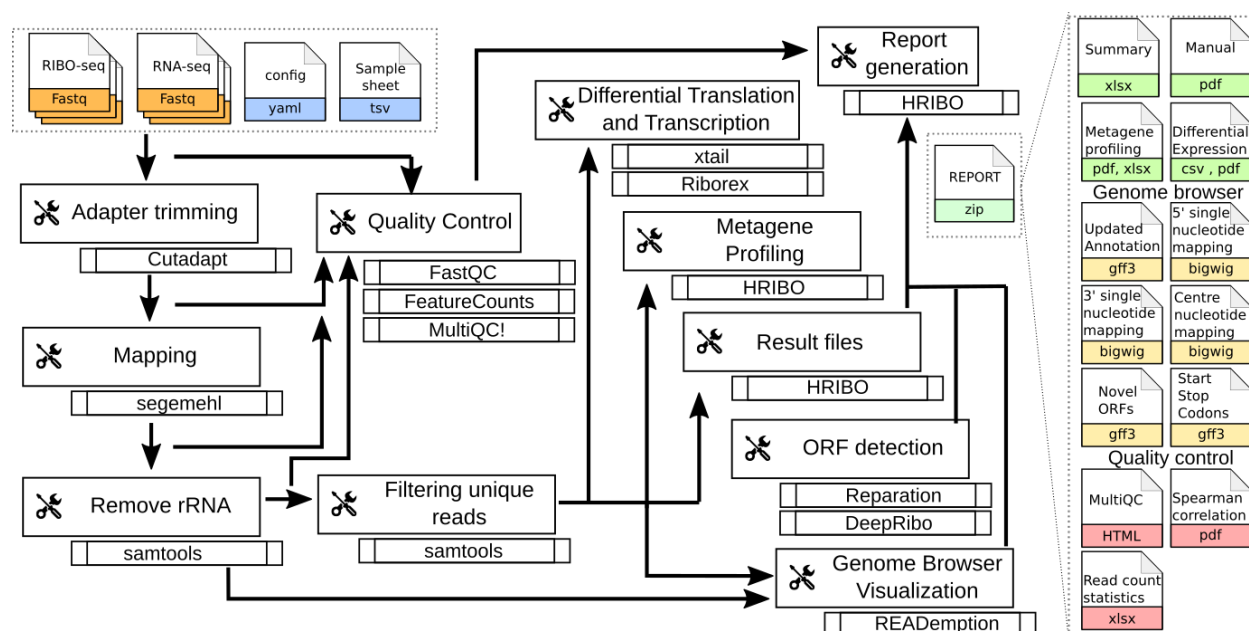 RIBO-seq
Fastq
RNA-seq
Fastq
config
yaml
Sample
sheet
tsv
Adapter trimming
Cutadapt
Mapping
segemehl
Remove rRNA
samtools
Quality Control
FastQC
FeatureCounts
MultiQC!
Filtering unique
reads
samtools
Differential Translation
and Transcription
xtail
Riborex
Metagene
Profiling
HRIBO
Result files
HRIBO
ORF detection
Reparation
DeepRibo
Genome Browser
Visualization
READemption
Report
generation
HRIBO
REPORT
zip
Summary
xlsx
Manual
pdf
Metagene
profiling
pdf, xlsx
Differential
Expression
csv , pdf
Genome browser
Updated
Annotation
gff3
5' single
nucleotide
mapping
bigwig
3' single
nucleotide
mapping
bigwig
Centre
nucleotide
mapping
bigwig
Novel
ORFs
gff3
Start
Stop
Codons
gff3
Quality control
MultiQC
HTML
Spearman
correlation
pdf
Read count
statistics
xlsx